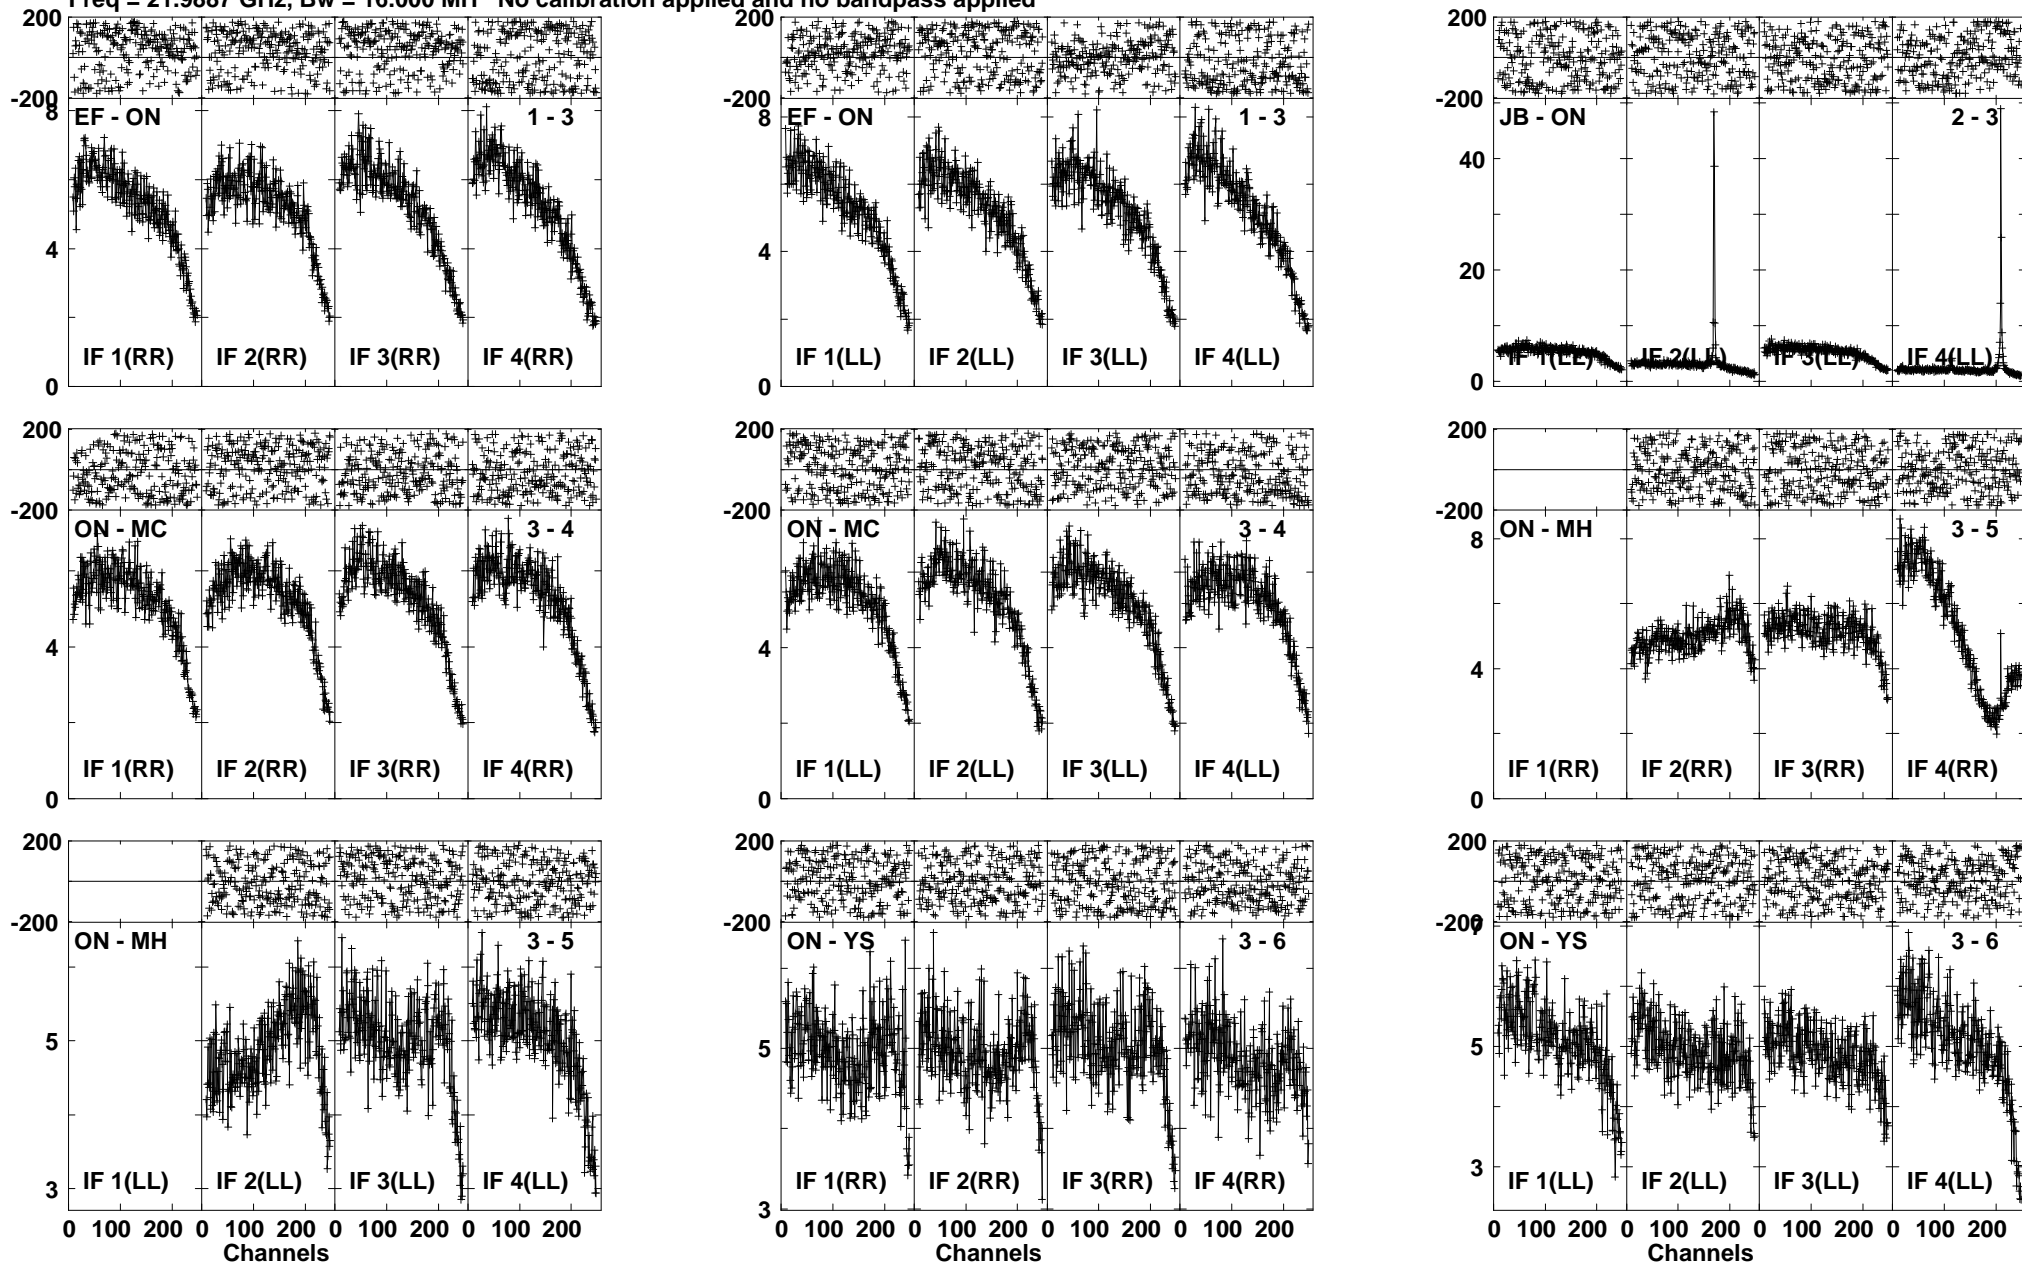 Freq = 21.9887 GHz, Bw = 16.000 MH No calibration applied and no bandpass applied
200 200 200
-200 -200 -200
8 EF - ON 1 - 3 8 EF - ON 1 - 3 JB - ON 2 - 3
40
4 4 20
IF 1(RR) IF 2(RR) IF 3(RR) IF 4(RR) IF 1(LL) IF 2(LL) IF 3(LL) IF 4(LL) IF 1(LL) IF 2(LL) IF 3(LL) IF 4(LL)
0 0 0
200 200 200
-200 -200 -200
ON - MC 3 - 4 ON - MC 3 - 4 ON - MH 3 - 5
8
4 4 4
IF 1(RR) IF 2(RR) IF 3(RR) IF 4(RR) IF 1(LL) IF 2(LL) IF 3(LL) IF 4(LL) IF 1(RR) IF 2(RR) IF 3(RR) IF 4(RR)
0 0 0
200 200 200
-200 -200 -200
ON - MH 3 - 5 ON - YS 3 - 6 7 ON - YS 3 - 6
5 5 5
IF 1(LL) IF 2(LL) IF 3(LL) IF 4(LL) IF 1(RR) IF 2(RR) IF 3(RR) IF 4(RR) IF 1(LL) IF 2(LL) IF 3(LL) IF 4(LL)
3 3 3
0 100 200 0 100 200 0 100 200 0 100 200 0 100 200 0 100 200 0 100 200 0 100 200 0 100 200 0 100 200 0 100 200 0 100 200
Channels Channels Channels